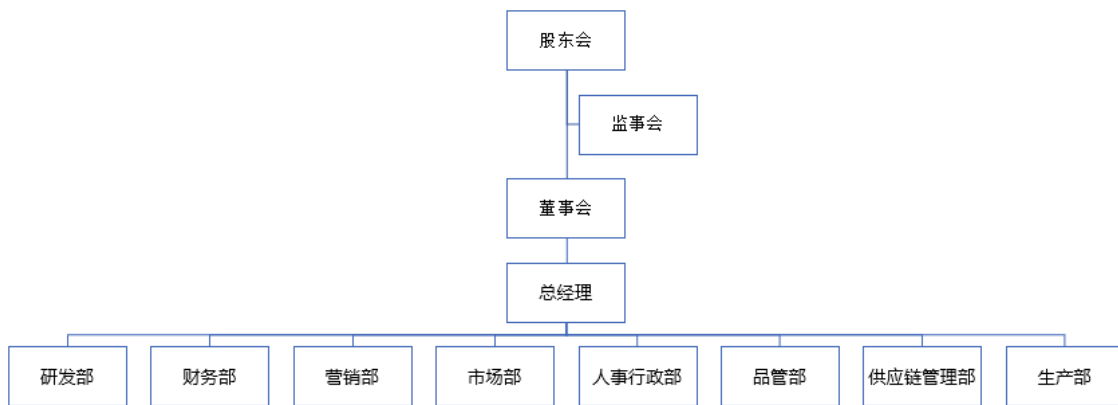 股东会
监事会
董事会
总经理
研发部
财务部
营销部
市场部
人事行政部
品管部
供应链管理部
生产部